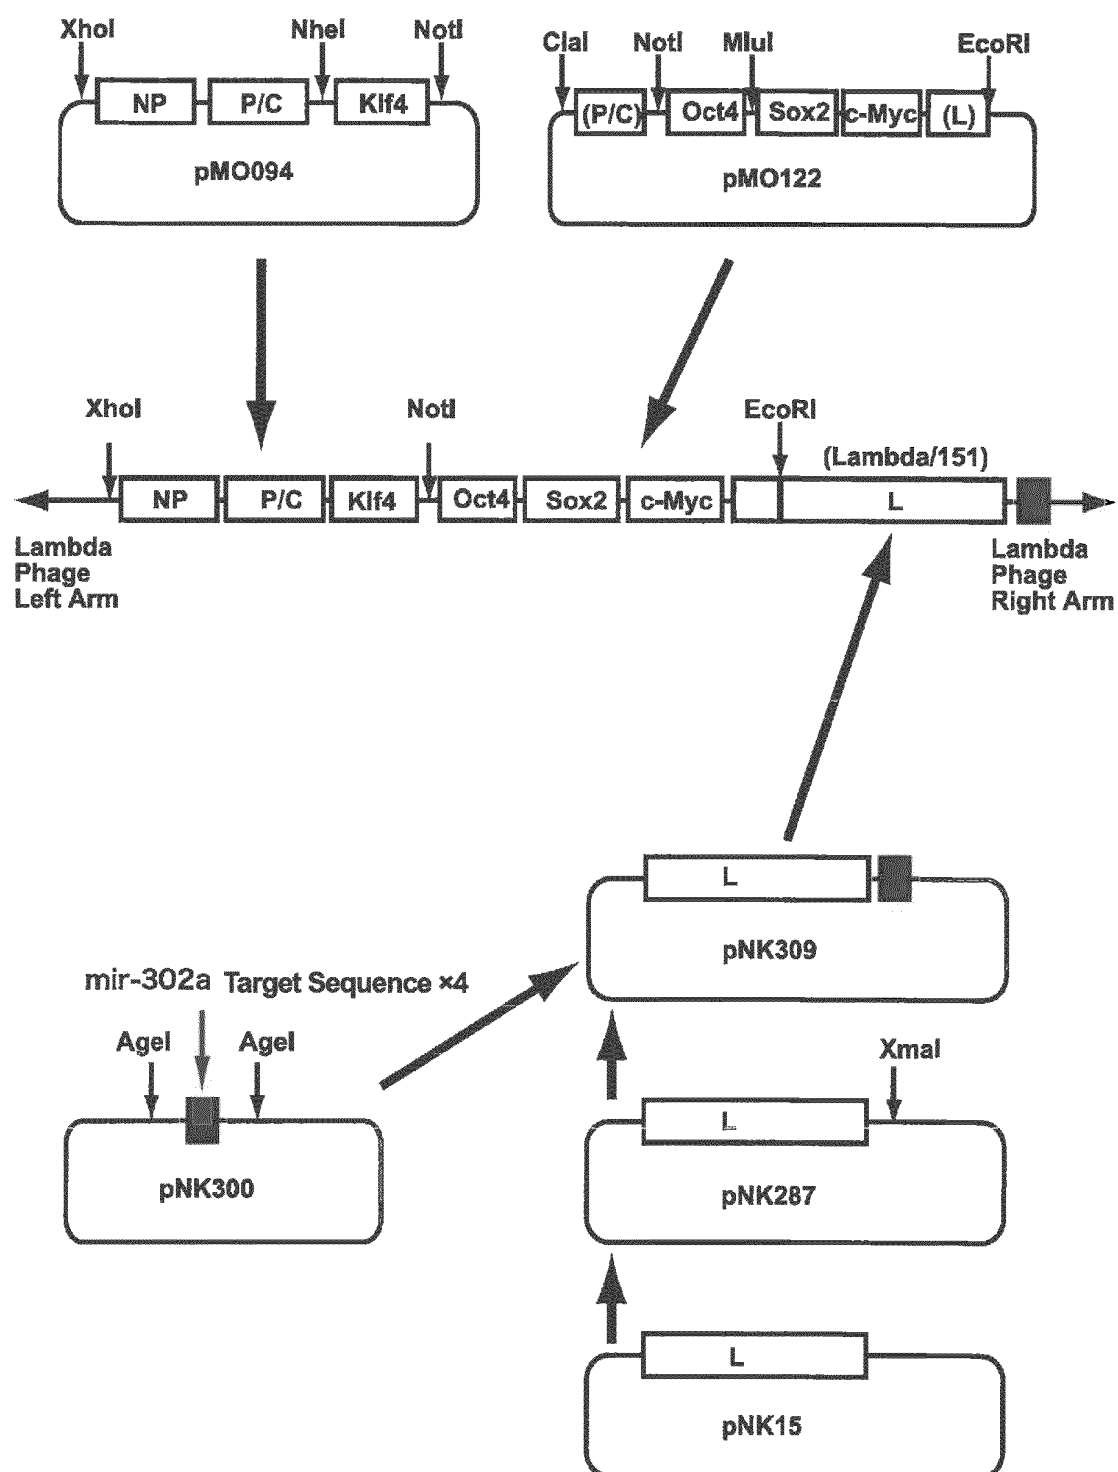 XhoI NheI NotI
NP P/C Klf4
pMO094
ClaI NotI MluI EcoRI
(P/C) Oct4 Sox2 c-Myc (L)
pMO122
XhoI NotI EcoRI
(Lambda/151)
NP P/C Klf4 Oct4 Sox2 c-Myc L
Lambda
Phage
Left Arm
Lambda
Phage
Right Arm
L
pNK309
mir-302a Target Sequence ×4
AgeI AgeI
pNK300
XmaI
L
pNK287
L
pNK15